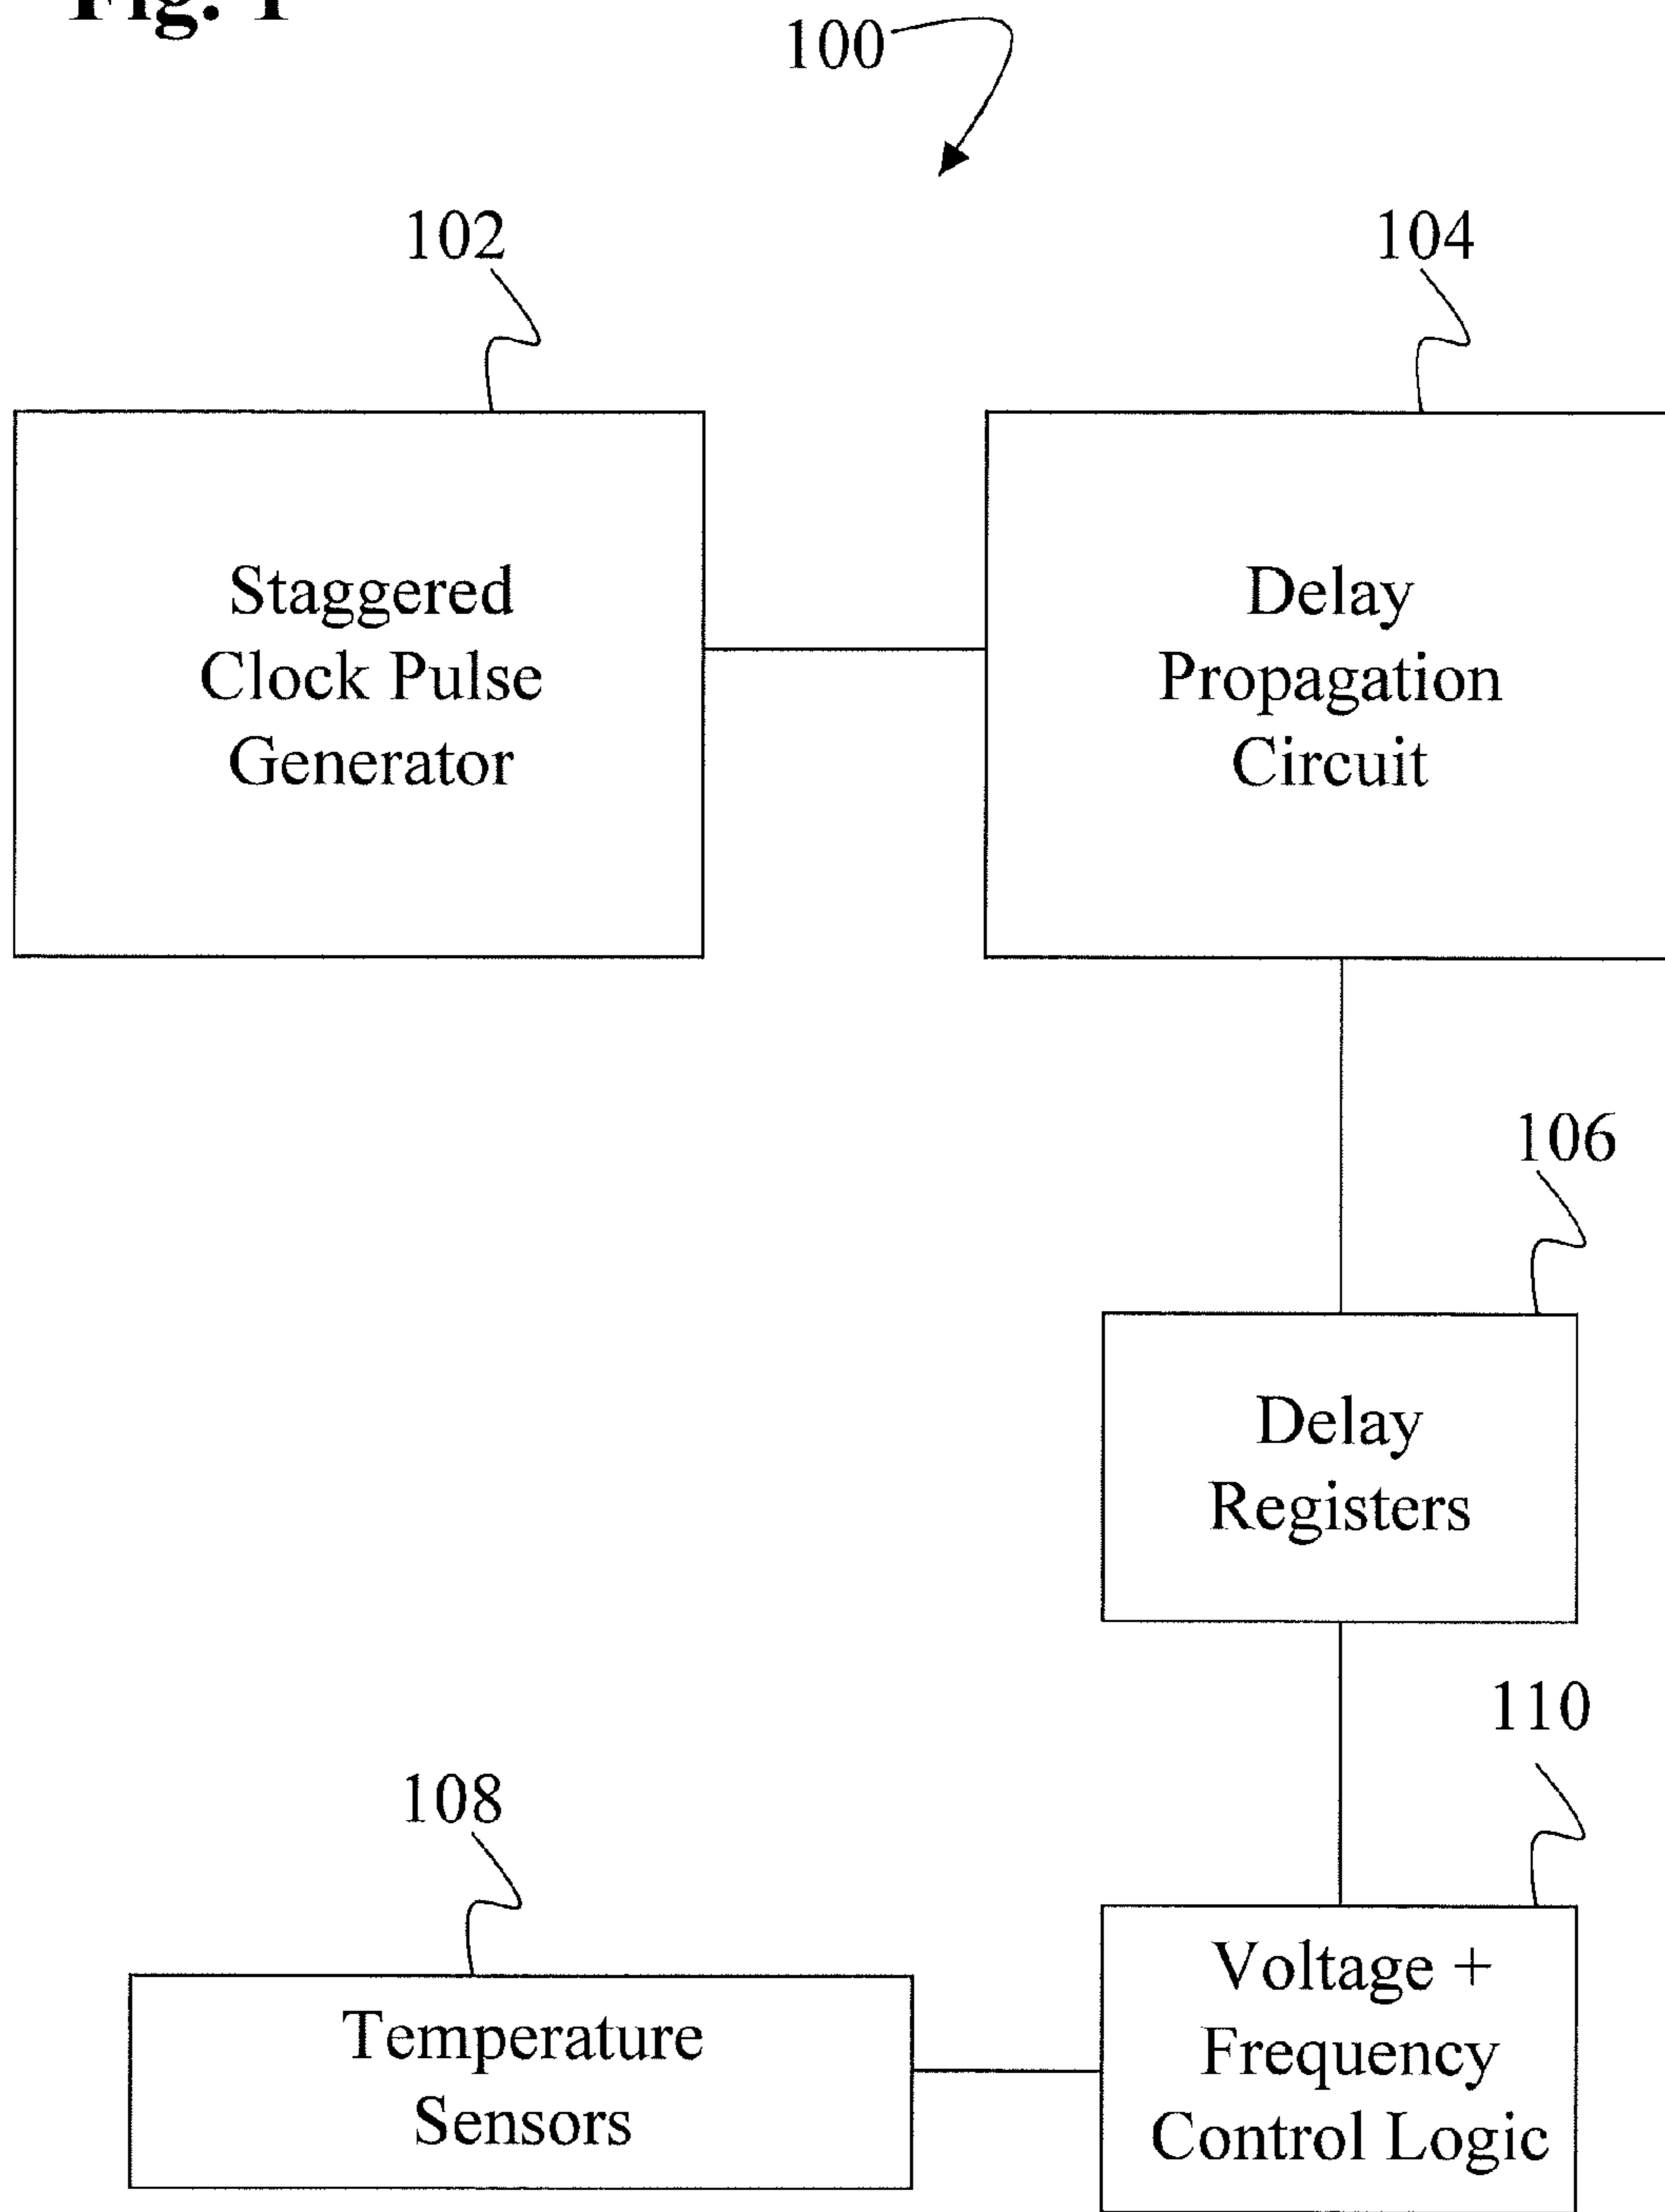 Fig. 1
100
102
104
Staggered
Clock Pulse
Generator
Delay
Propagation
Circuit
106
Delay
Registers
110
108
Voltage +
Frequency
Control Logic
Temperature
Sensors